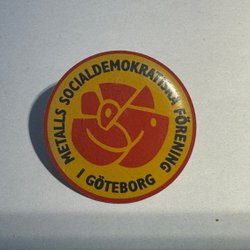 METALLS SOCIALDEMOKRATISKA FÖRENING
I GÖTEBORG